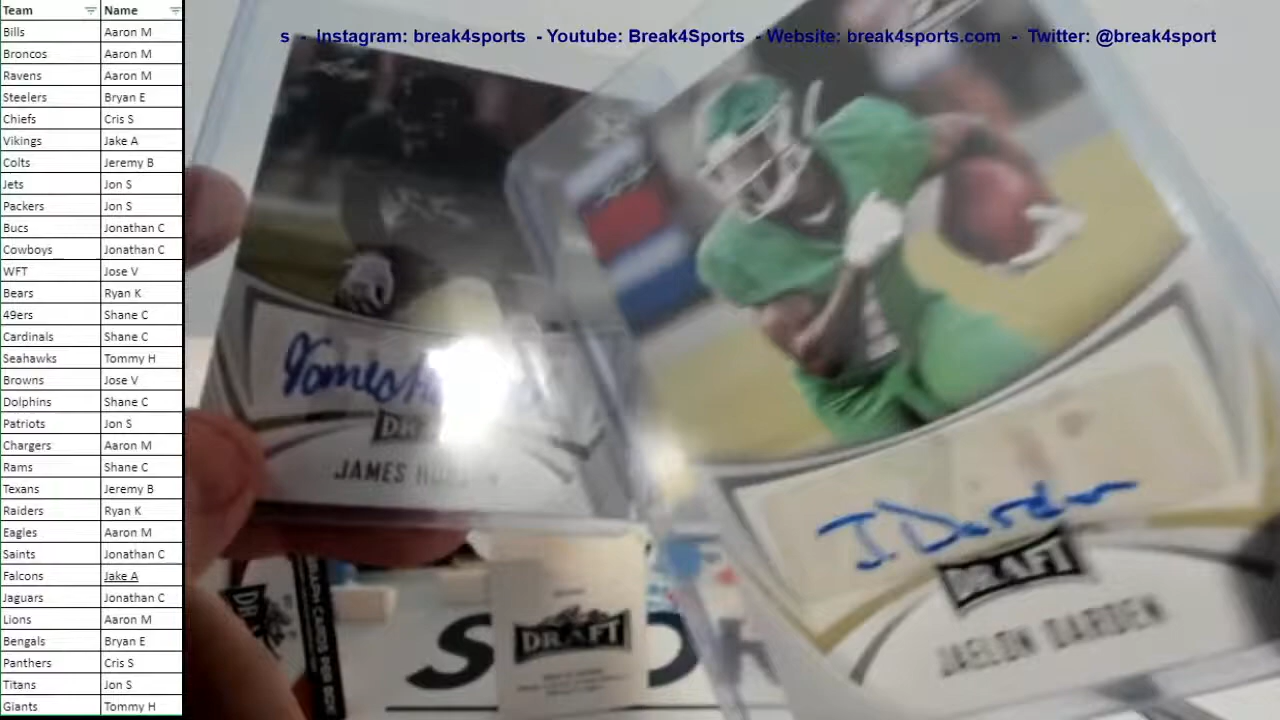 Team Name
Bills Aaron M
Broncos Aaron M
Ravens Aaron M
Steelers Bryan E
Chiefs Cris S
Vikings Jake A
Colts Jeremy B
Jets Jon S
Packers Jon S
Bucs Jonathan C
Cowboys Jonathan C
WFT Jose V
Bears Ryan K
49ers Shane C
Cardinals Shane C
Seahawks Tommy H
Browns Jose V
Dolphins Shane C
Patriots Jon S
Chargers Aaron M
Rams Shane C
Texans Jeremy B
Raiders Ryan K
Eagles Aaron M
Saints Jonathan C
Falcons Jake A
Jaguars Jonathan C
Lions Aaron M
Bengals Bryan E
Panthers Cris S
Titans Jon S
Giants Tommy H
s - Instagram: break4sports - Youtube: Break4Sports - Website: break4sports.com - Twitter: @break4sport
James
JAMES
J Darden
DRAFT
JAELON DARDEN
DRAFT